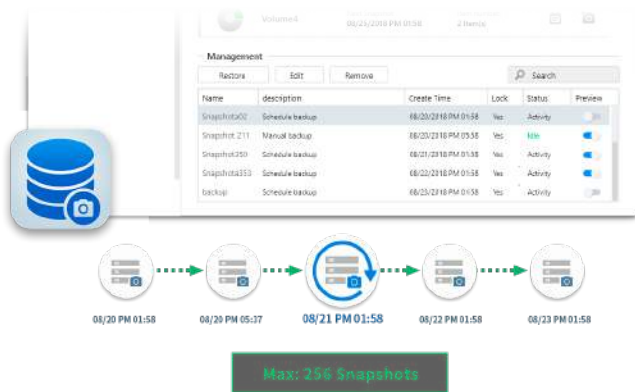 Volume4
08/23/2018 PM 01:58
2 Item(s)
Management
Restore Edit Remove Search
Name description Create Time Lock Status Preview
Schedule backup 08/20/2018 PM 01:58 Yes Activity
Snapshot 211 Manual backup 08/20/2018 PM 05:58 Yes Idle
Snapshot250 Schedule backup 08/21/2018 PM 01:58 Yes Activity
Snapshota353 Schedule backup 08/22/2018 PM 01:58 Yes Activity
backup Schedule backup 08/23/2018 PM 01:58 Yes Activity
08/20 PM 01:58 08/20 PM 05:37 08/21 PM 01:58 08/22 PM 01:58 08/23 PM 01:58
Max: 256 Snapshots